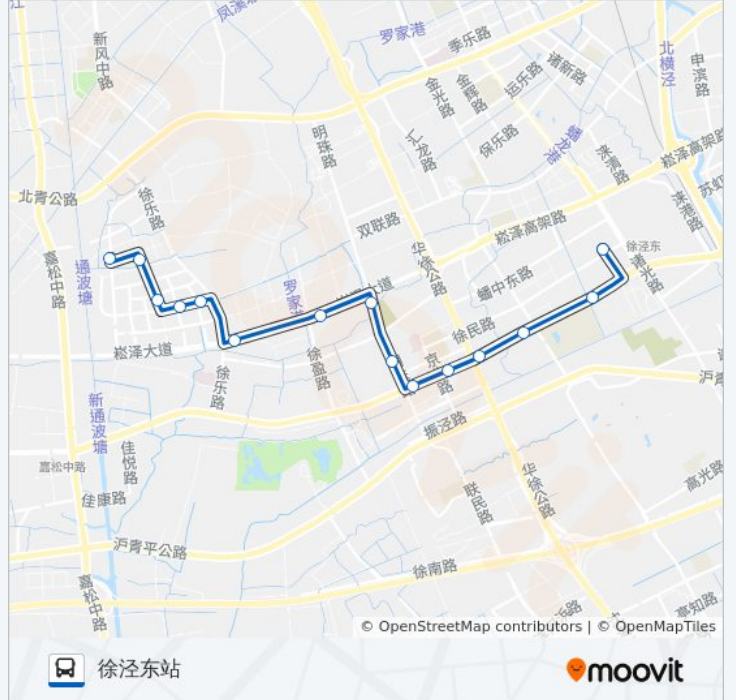 凤溪
罗家港
季乐路
北横泾
申滨路
新风中路
诸新路
运乐路
金辉路
金光路
明珠路
汇龙路
保乐路
蟠龙港
涞清路
崧泽高架路
苏虹
涞港路
北青公路
徐乐路
双联路
崧泽高架路
徐泾东
诸光路
嘉松中路
通波塘
华徐公路
蟠中东路
罗家港
大道
徐民路
崧泽大道
徐盈路
京
路
徐乐路
沪青
新通波塘
振泾路
佳悦路
嘉松中路
佳康路
联民路
华徐公路
高光路
沪青平公路
徐南路
嘉松中路
高知路
浜路
© OpenStreetMap contributors | © OpenMapTiles
徐泾东站
moovit